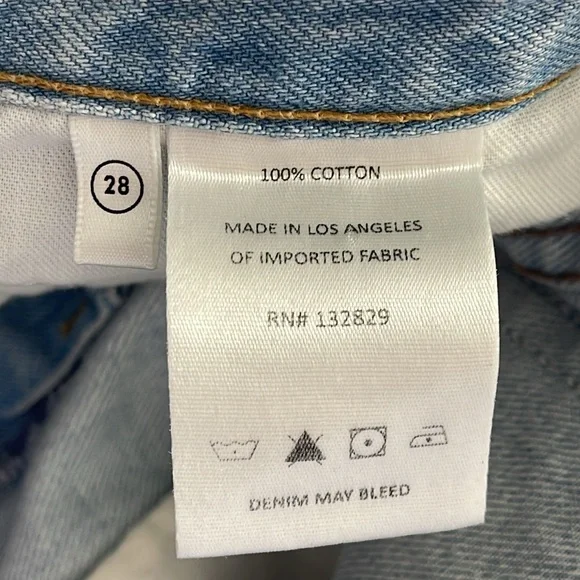 28
100% COTTON
MADE IN LOS ANGELES
OF IMPORTED FABRIC
RN# 132829
DENIM MAY BLEED